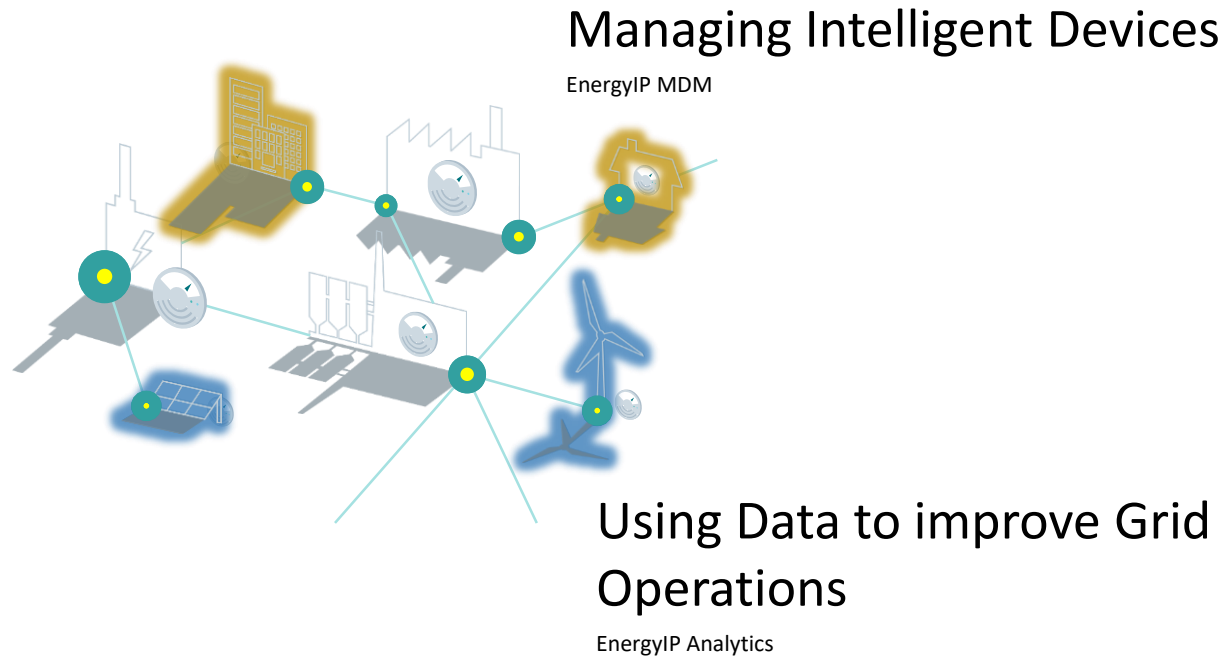 Managing Intelligent Devices
EnergyIP MDM
Using Data to improve Grid
Operations
EnergyIP Analytics